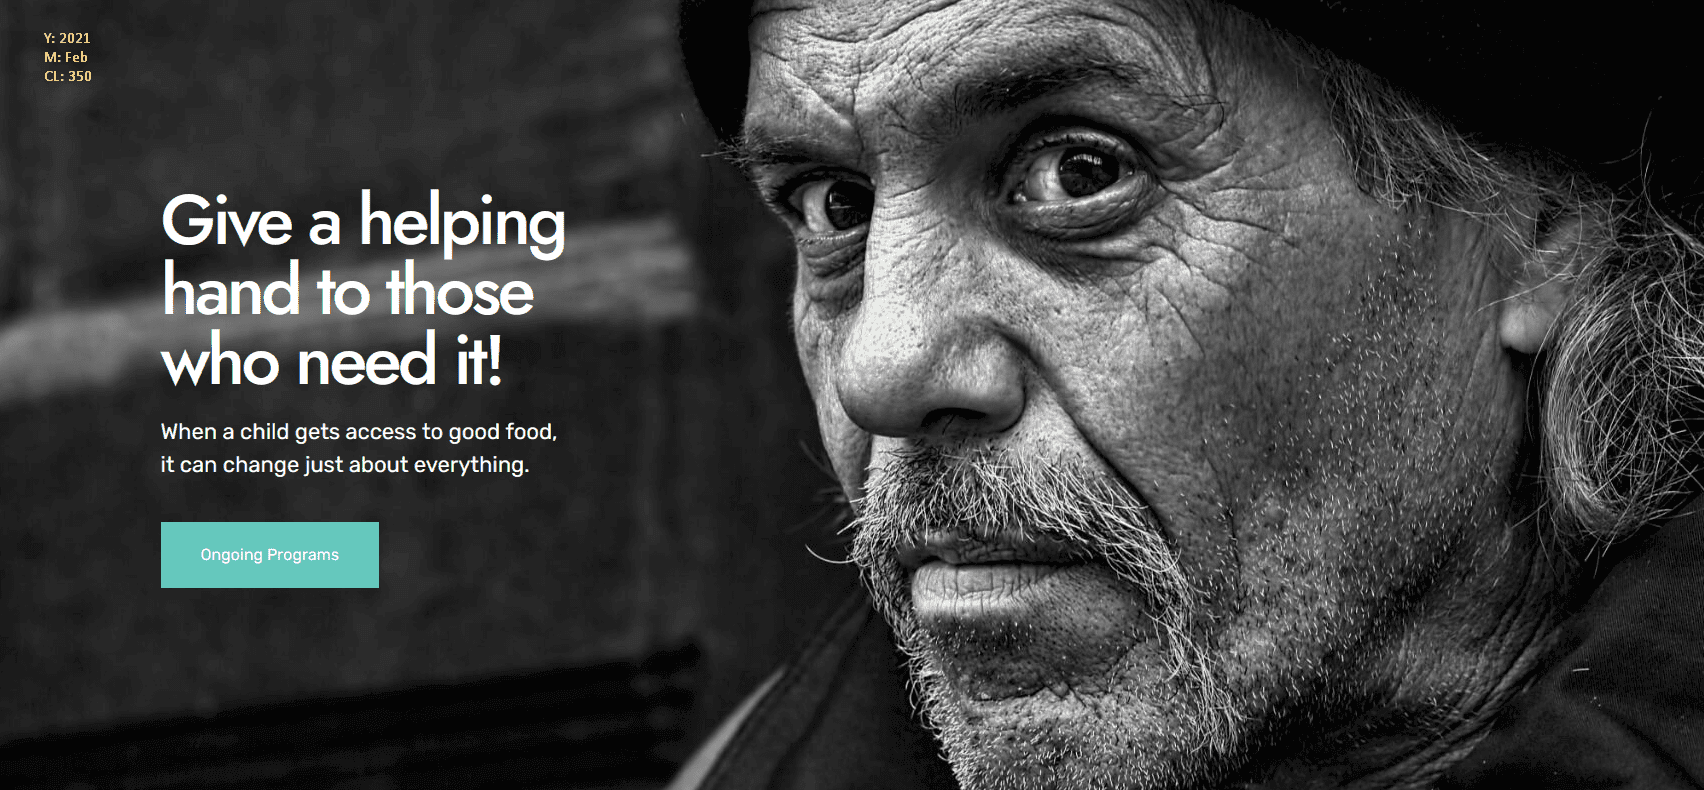 Y: 2021
M: Feb
CL: 350
Give a helping
hand to those
who need it!
When a child gets access to good food,
it can change just about everything.
Ongoing Programs